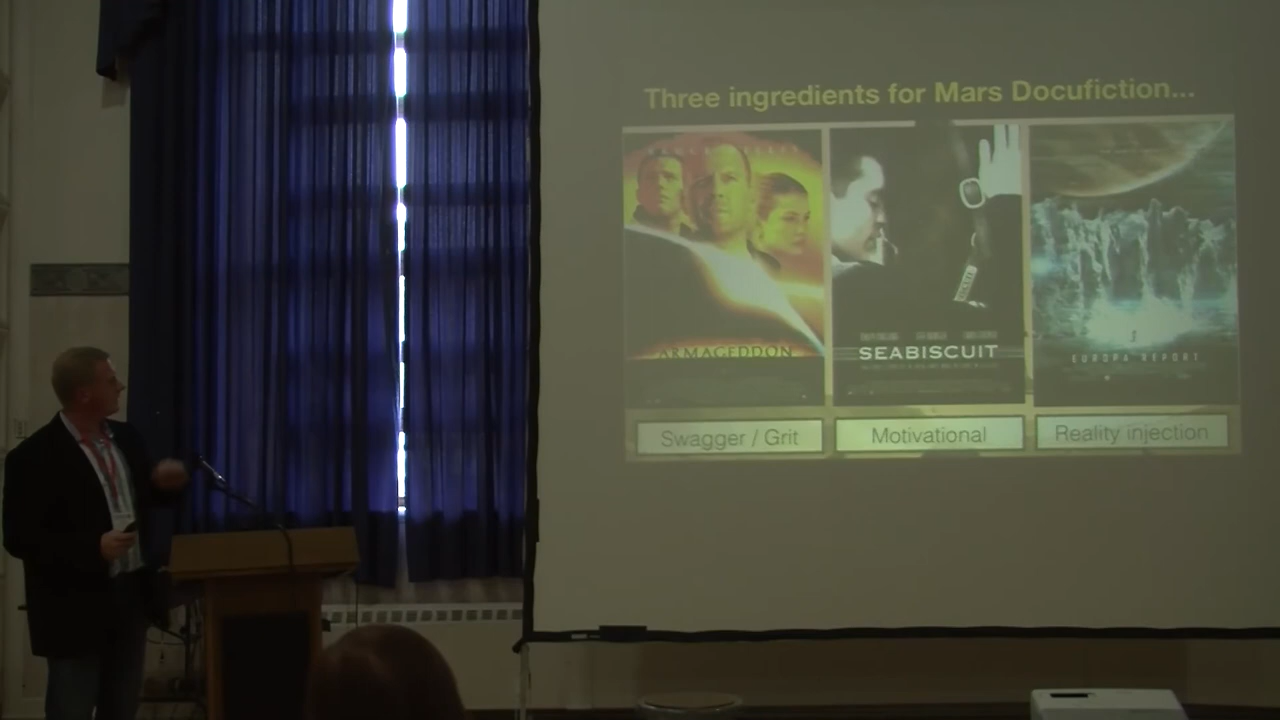 Three ingredients for Mars Docufiction...
ARMAGEDDON
SEABISCUIT
EUROPA REPORT
Swagger / Grit
Motivational
Reality injection